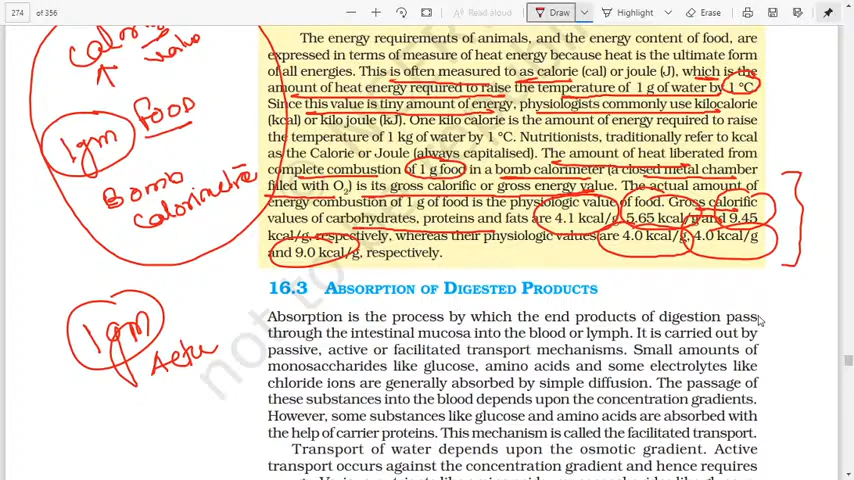 274 of 356
Read aloud
Draw
Highlight
Erase
Calorific
value
1gm
Food
Bomb
Calorimetre
1gm
The energy requirements of animals, and the energy content of food, are
expressed in terms of measure of heat energy because heat is the ultimate form
of all energies. This is often measured to as calorie (cal) or joule (J), which is the
amount of heat energy required to raise the temperature of 1 g of water by 1 °C.
Since this value is tiny amount of energy, physiologists commonly use kilocalorie
(kcal) or kilo joule (kJ). One kilo calorie is the amount of energy required to raise
the temperature of 1 kg of water by 1 °C. Nutritionists, traditionally refer to kcal
as the Calorie or Joule (always capitalised). The amount of heat liberated from
complete combustion of 1 g food in a bomb calorimeter (a closed metal chamber
filled with O2) is its gross calorific or gross energy value. The actual amount of
energy combustion of 1 g of food is the physiologic value of food. Gross calorific
values of carbohydrates, proteins and fats are 4.1 kcal/g, 5.65 kcal/g and 9.45
kcal/g, respectively, whereas their physiologic values are 4.0 kcal/g, 4.0 kcal/g
and 9.0 kcal/g, respectively.
16.3 ABSORPTION OF DIGESTED PRODUCTS
Absorption is the process by which the end products of digestion pass
through the intestinal mucosa into the blood or lymph. It is carried out by
passive, active or facilitated transport mechanisms. Small amounts of
monosaccharides like glucose, amino acids and some electrolytes like
chloride ions are generally absorbed by simple diffusion. The passage of
these substances into the blood depends upon the concentration gradients.
However, some substances like glucose and amino acids are absorbed with
the help of carrier proteins. This mechanism is called the facilitated transport.
Transport of water depends upon the osmotic gradient. Active
transport occurs against the concentration gradient and hence requires